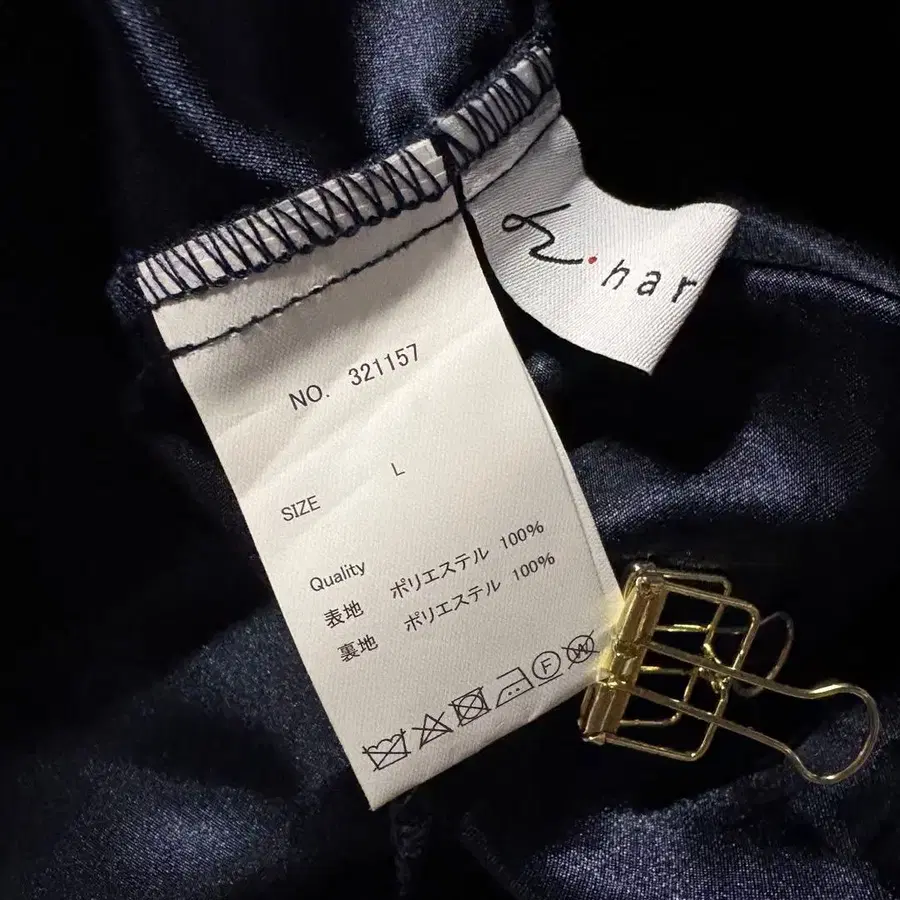 NO. 321157
SIZE L
Quality
表地 ポリエステル 100%
裏地 ポリエステル 100%
F W
nar